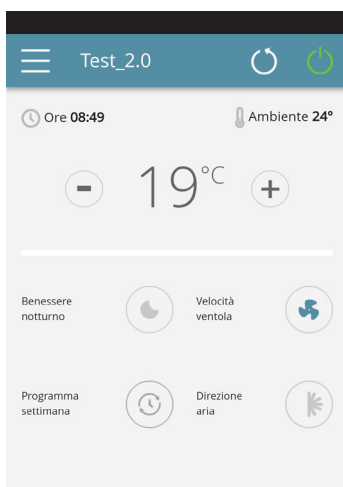 Test_2.0
Ore 08:49
Ambiente 24°
- 19°C +
Benessere
notturno
Velocità
ventola
Programma
settimana
Direzione
aria